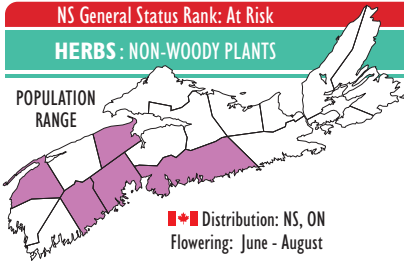 NS General Status Rank: At Risk
HERBS : NON-WOODY PLANTS
POPULATION
RANGE
Distribution: NS, ON
Flowering: June - August